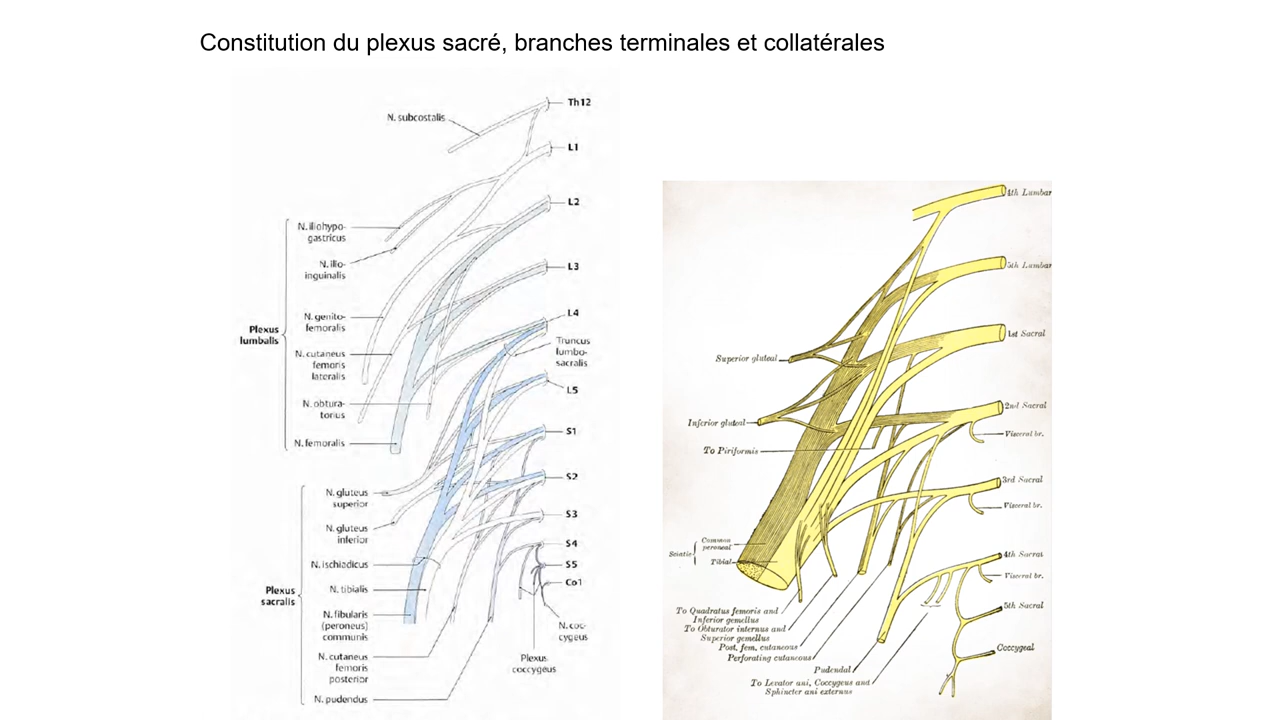 Constitution du plexus sacré, branches terminales et collatérales
Th12
N. subcostalis
L1
L2
N. iliohypo-
gastricus
N. ilio-
inguinalis
L3
N. genito-
femoralis
L4
Plexus
lumbalis
Truncus
lumbo-
sacralis
N. cutaneus
femoris
lateralis
L5
N. obtura-
torius
S1
N. femoralis
S2
N. gluteus
superior
S3
N. gluteus
inferior
S4
N. ischiadicus
S5
Co1
Plexus
sacralis
N. tibialis
N. fibularis
(peroneus)
communis
N. coc-
cygeus
N. cutaneus
femoris
posterior
Plexus
coccygeus
N. pudendus
4th Lumbar
5th Lumbar
1st Sacral
Superior gluteal
2nd Sacral
Inferior gluteal
Visceral br.
To Piriformis
3rd Sacral
Visceral br.
Common
peroneal
Sciatic
Tibial
4th Sacral
Visceral br.
5th Sacral
To Quadratus femoris and
Inferior gemellus
To Obturator internus and
Superior gemellus
Post. fem. cutaneous
Perforating cutaneous
Coccygeal
Pudendal
To Levator ani, Coccygeus and
Sphincter ani externus